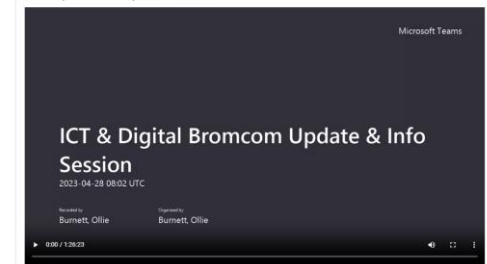 Microsoft Teams
ICT & Digital Bromcom Update & Info
Session
2023-04-28 08:02 UTC
Recorded by Organized by
Burnett, Ollie Burnett, Ollie
0:00 / 1:26:23